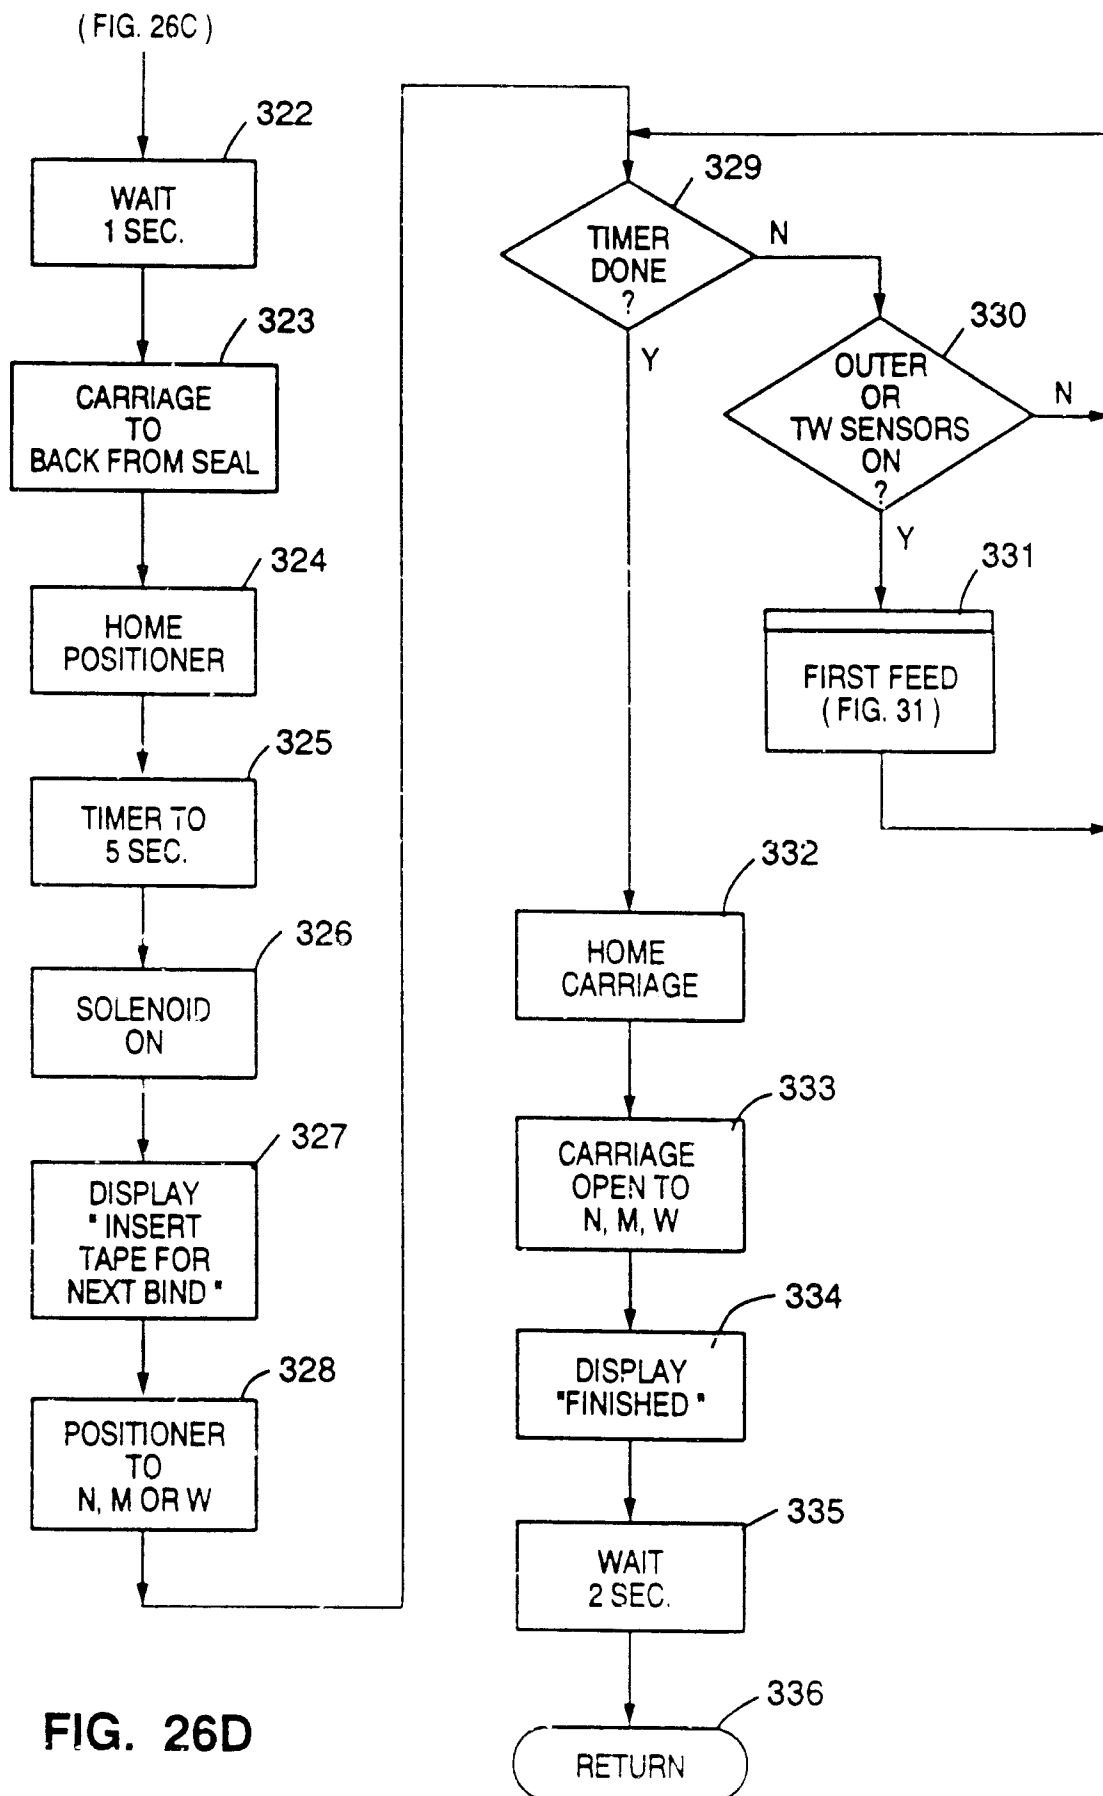 ( FIG. 26C )
322
WAIT
1 SEC.
323
CARRIAGE
TO
BACK FROM SEAL
324
HOME
POSITIONER
325
TIMER TO
5 SEC.
326
SOLENOID
ON
327
DISPLAY
" INSERT
TAPE FOR
NEXT BIND "
328
POSITIONER
TO
N, M OR W
329
TIMER
DONE
?
N
Y
330
OUTER
OR
TW SENSORS
ON
?
N
Y
331
FIRST FEED
( FIG. 31 )
332
HOME
CARRIAGE
333
CARRIAGE
OPEN TO
N, M, W
334
DISPLAY
"FINISHED "
335
WAIT
2 SEC.
336
RETURN
FIG. 26D